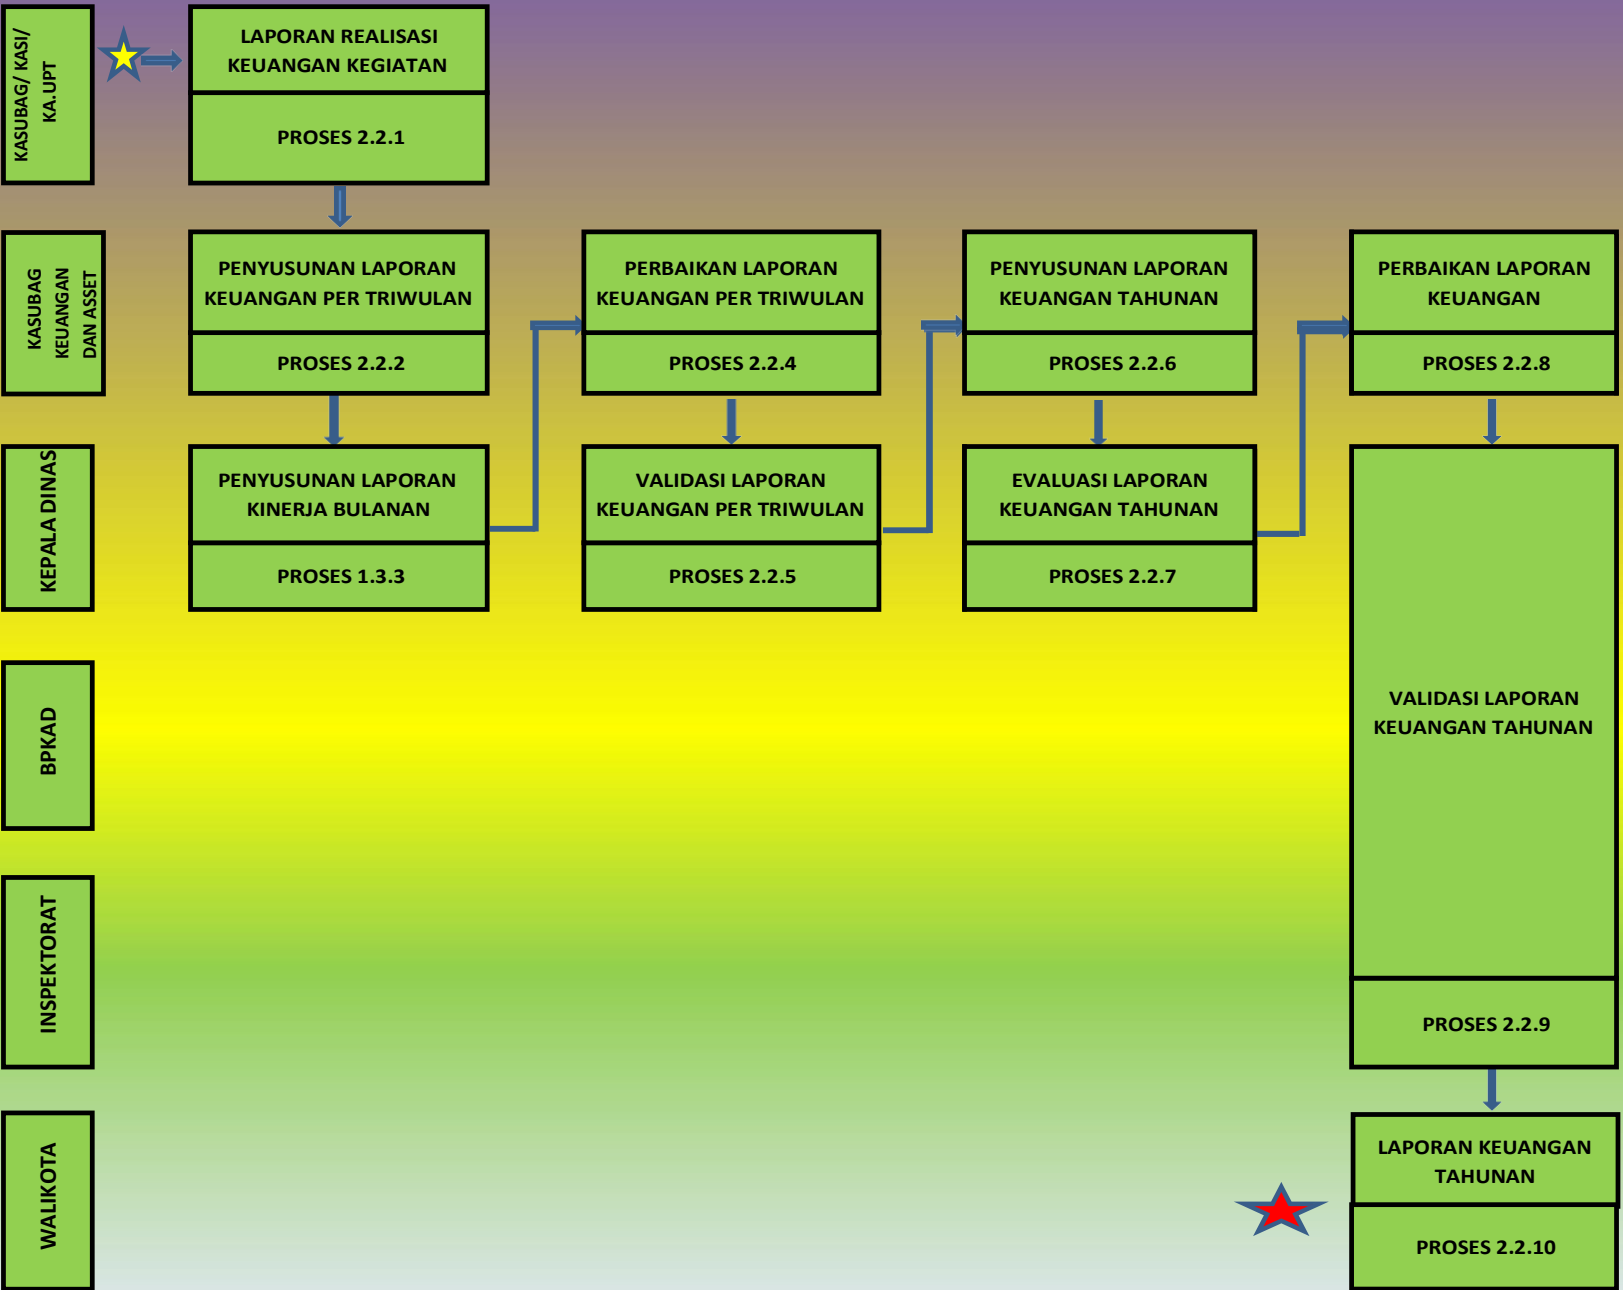 KASUBAG/ KASI/
KA.UPT
LAPORAN REALISASI
KEUANGAN KEGIATAN
PROSES 2.2.1
KASUBAG
KEUANGAN
DAN ASSET
PENYUSUNAN LAPORAN
KEUANGAN PER TRIWULAN
PROSES 2.2.2
PERBAIKAN LAPORAN
KEUANGAN PER TRIWULAN
PROSES 2.2.4
PENYUSUNAN LAPORAN
KEUANGAN TAHUNAN
PROSES 2.2.6
PERBAIKAN LAPORAN
KEUANGAN
PROSES 2.2.8
KEPALA DINAS
PENYUSUNAN LAPORAN
KINERJA BULANAN
PROSES 1.3.3
VALIDASI LAPORAN
KEUANGAN PER TRIWULAN
PROSES 2.2.5
EVALUASI LAPORAN
KEUANGAN TAHUNAN
PROSES 2.2.7
VALIDASI LAPORAN
KEUANGAN TAHUNAN
PROSES 2.2.9
BPKAD
INSPEKTORAT
WALIKOTA
LAPORAN KEUANGAN
TAHUNAN
PROSES 2.2.10